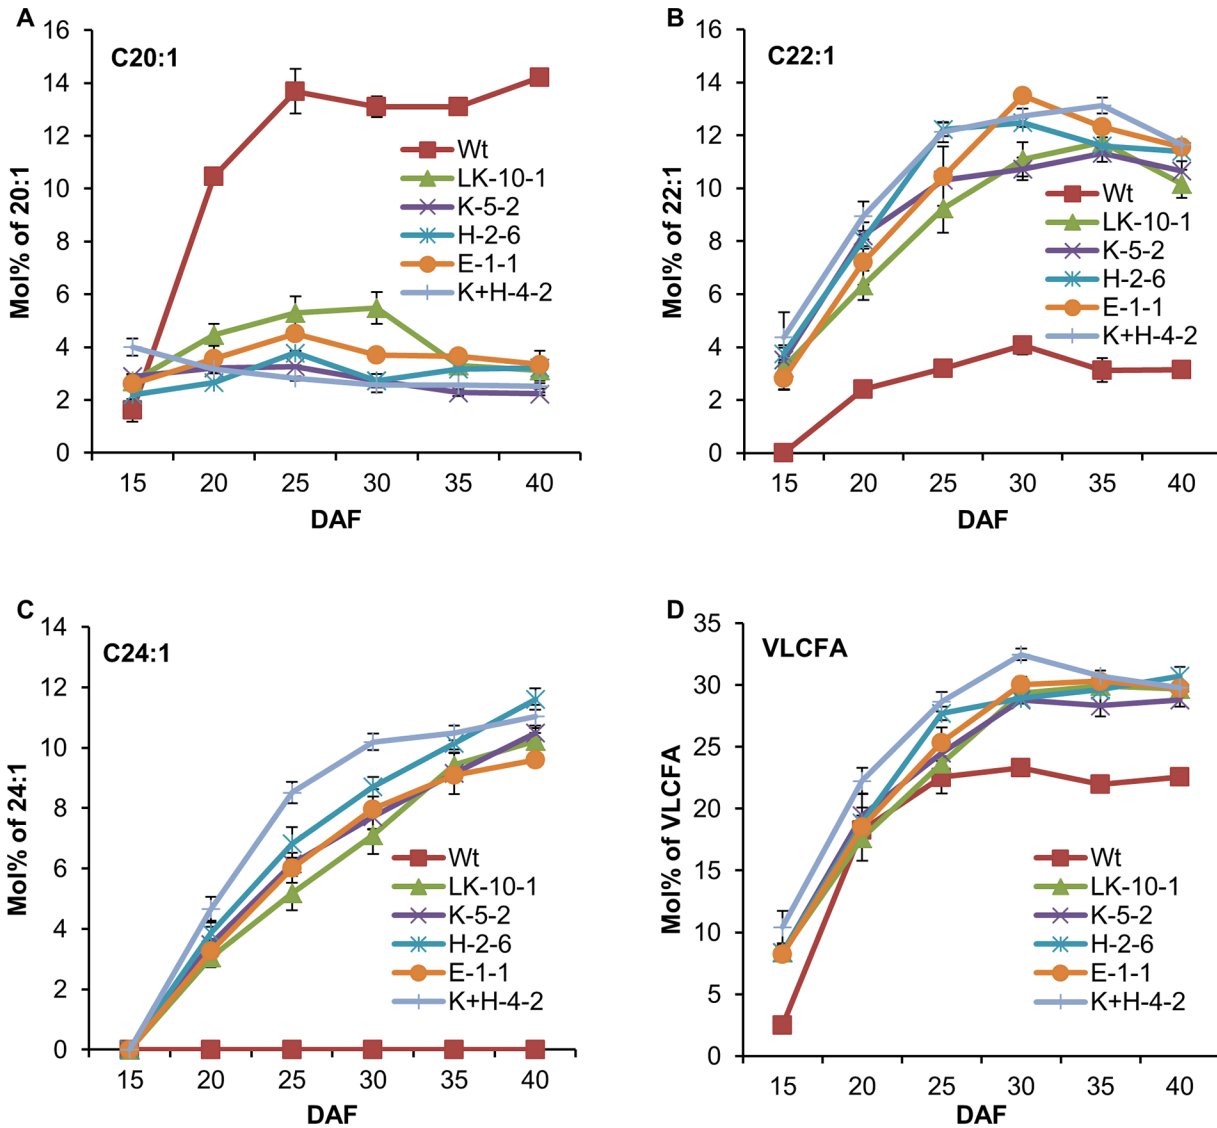 A
C20:1
Mol% of 20:1
16
14
12
10
8
6
4
2
0
Wt
LK-10-1
K-5-2
H-2-6
E-1-1
K+H-4-2
15 20 25 30 35 40
DAF
B
C22:1
Mol% of 22:1
16
14
12
10
8
6
4
2
0
Wt
LK-10-1
K-5-2
H-2-6
E-1-1
K+H-4-2
15 20 25 30 35 40
DAF
C
C24:1
Mol% of 24:1
14
12
10
8
6
4
2
0
Wt
LK-10-1
K-5-2
H-2-6
E-1-1
K+H-4-2
15 20 25 30 35 40
DAF
D
VLCFA
Mol% of VLCFA
35
30
25
20
15
10
5
0
Wt
LK-10-1
K-5-2
H-2-6
E-1-1
K+H-4-2
15 20 25 30 35 40
DAF